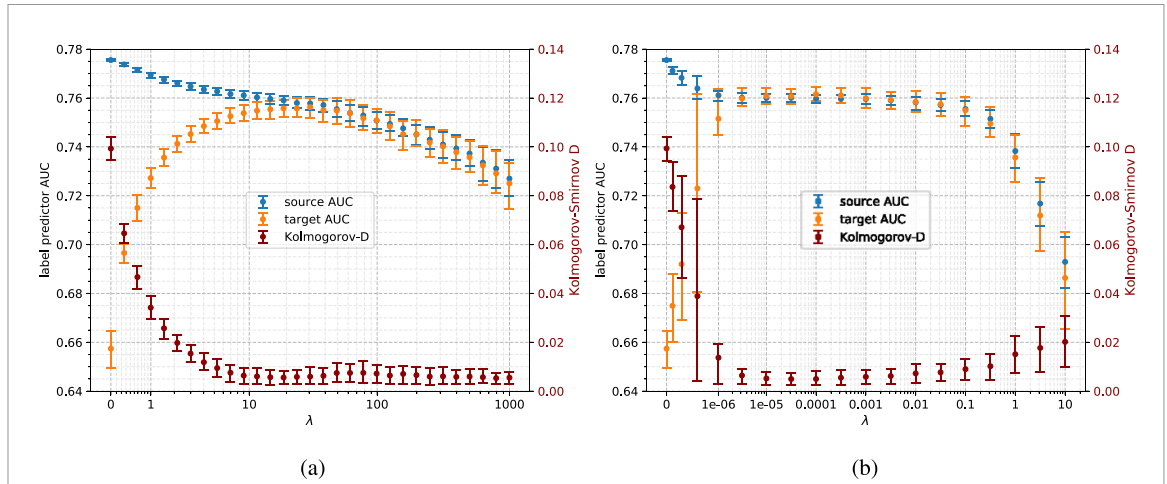 0.78
0.76
0.74
0.72
0.70
0.68
0.66
0.64
label predictor AUC
0.14
0.12
0.10
0.08
0.06
0.04
0.02
0.00
Kolmogorov-Smirnov D
source AUC
target AUC
Kolmogorov-D
0 1 10 100 1000
λ
(a)
0.78
0.76
0.74
0.72
0.70
0.68
0.66
0.64
label predictor AUC
0.14
0.12
0.10
0.08
0.06
0.04
0.02
0.00
Kolmogorov-Smirnov D
source AUC
target AUC
Kolmogorov-D
0 1e-06 1e-05 0.0001 0.001 0.01 0.1 1 10
λ
(b)